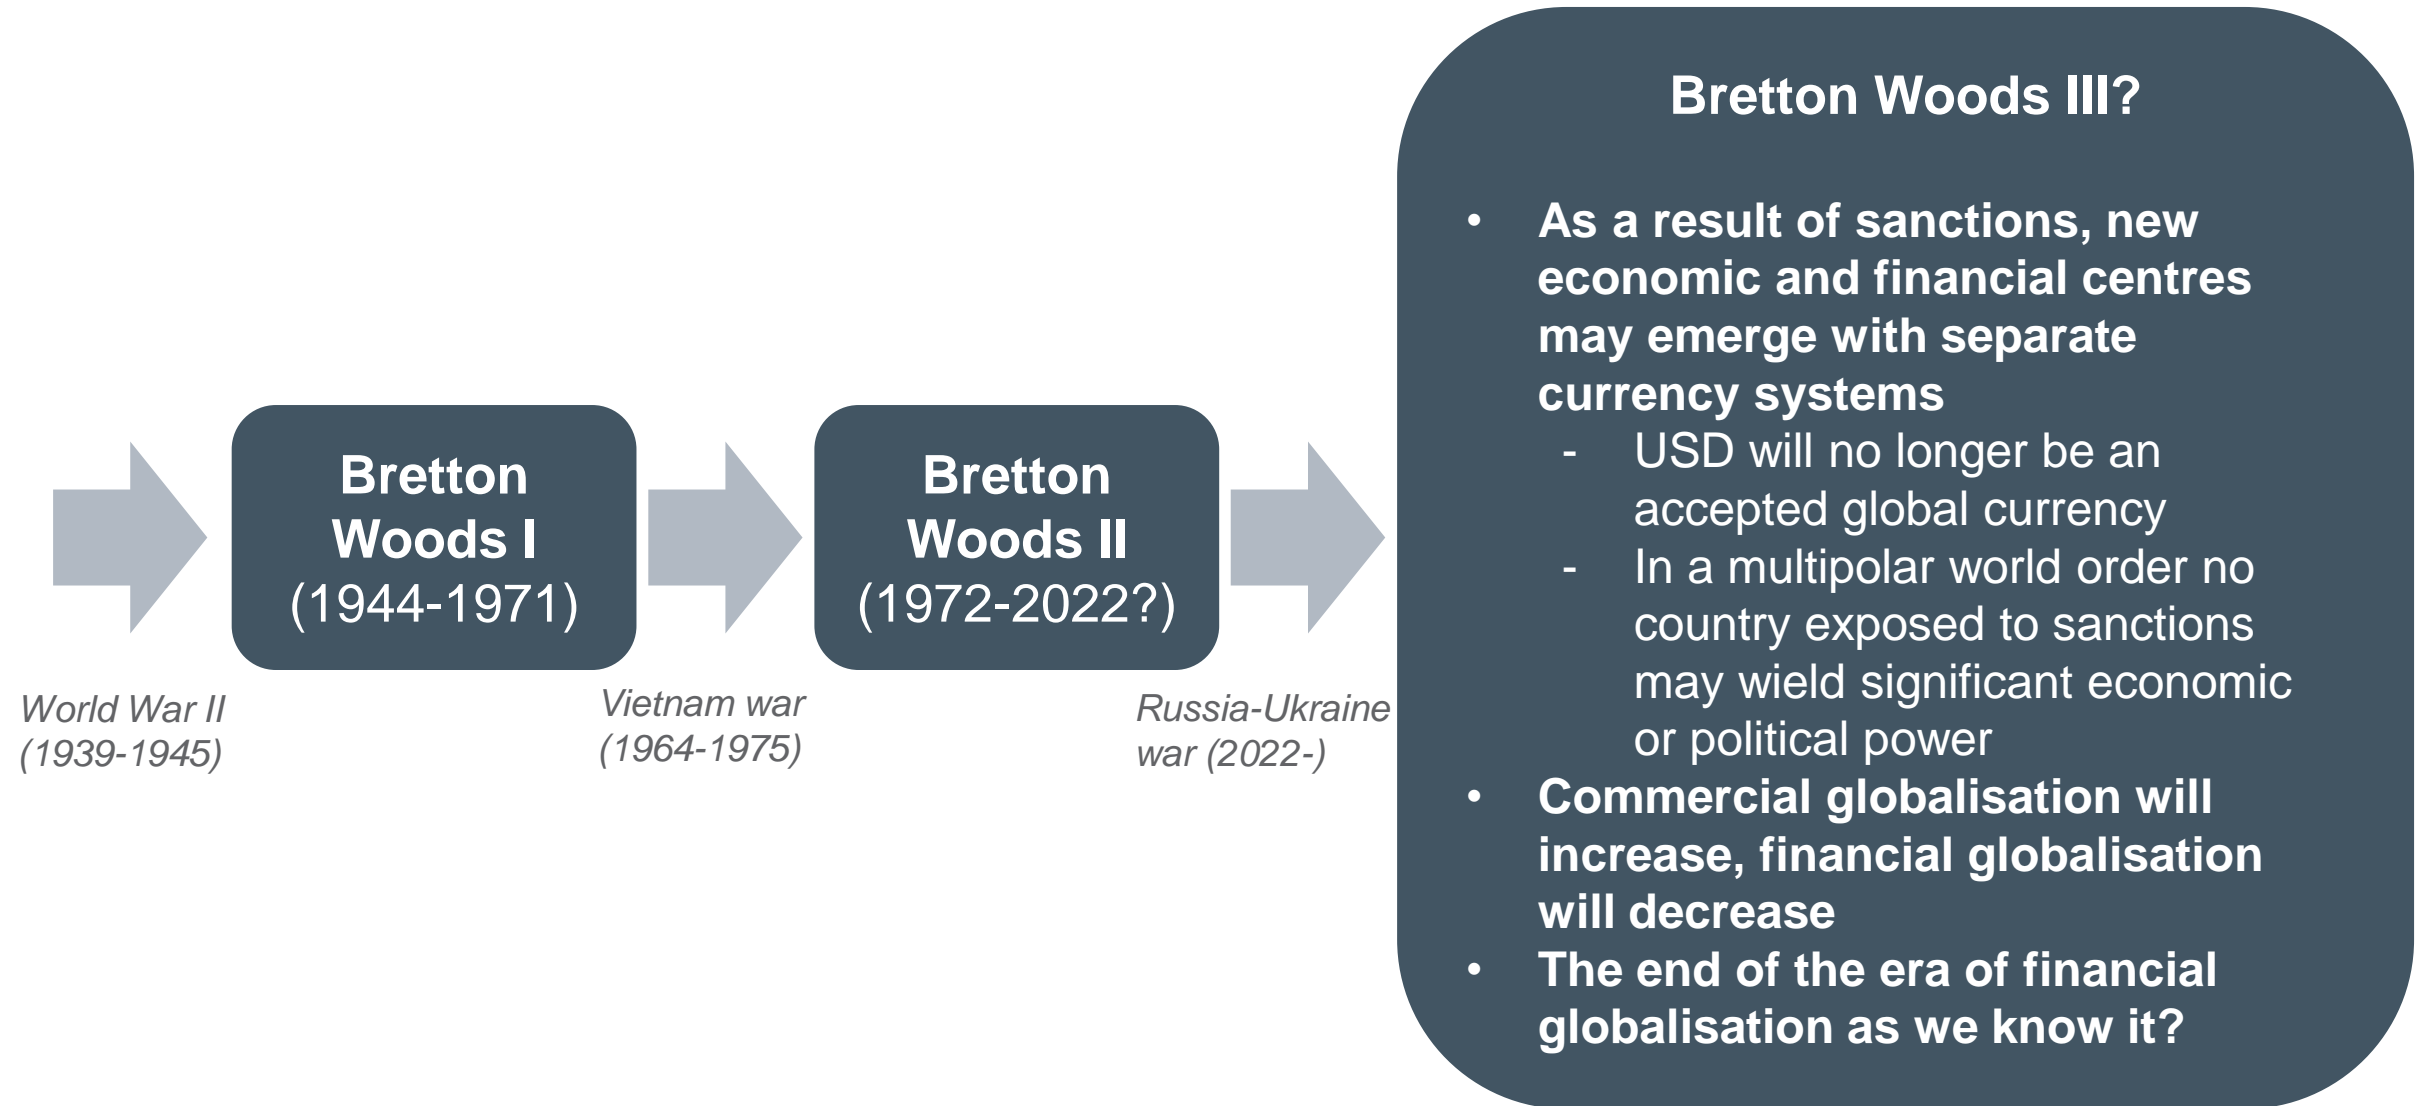 World War II
(1939-1945)
Bretton
Woods I
(1944-1971)
Vietnam war
(1964-1975)
Bretton
Woods II
(1972-2022?)
Russia-Ukraine
war (2022-)
Bretton Woods III?
• As a result of sanctions, new
economic and financial centres
may emerge with separate
currency systems
- USD will no longer be an
accepted global currency
- In a multipolar world order no
country exposed to sanctions
may wield significant economic
or political power
• Commercial globalisation will
increase, financial globalisation
will decrease
• The end of the era of financial
globalisation as we know it?